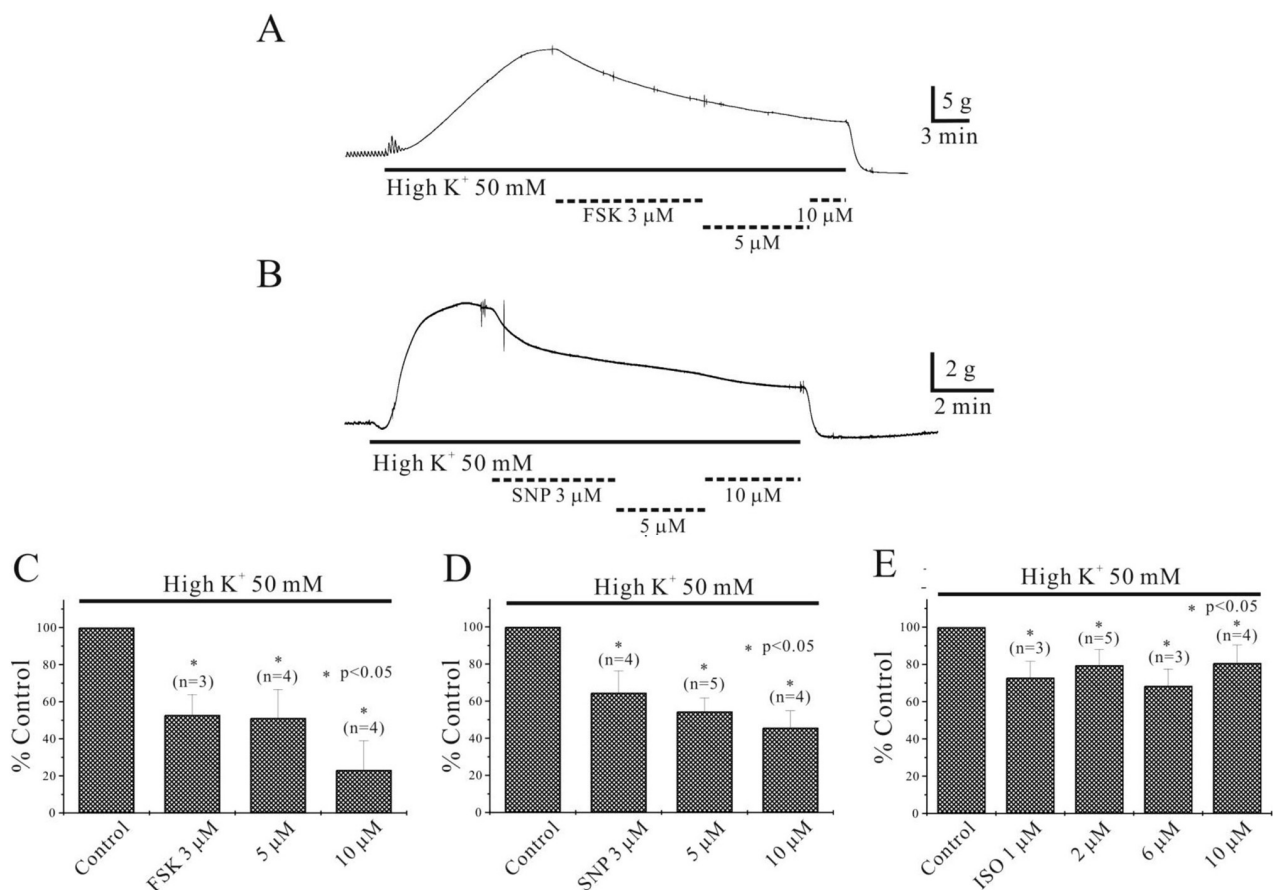 A
5 g
3 min
High K⁺ 50 mM
FSK 3 μM
10 μM
5 μM
B
2 g
2 min
High K⁺ 50 mM
SNP 3 μM
10 μM
5 μM
C
High K⁺ 50 mM
% Control
100
80
60
40
20
0
* (n=3)
* (n=4)
* p<0.05
* (n=4)
Control
FSK 3 μM
5 μM
10 μM
D
High K⁺ 50 mM
% Control
100
80
60
40
20
0
* (n=4)
* (n=5)
* p<0.05
* (n=4)
Control
SNP 3 μM
5 μM
10 μM
E
High K⁺ 50 mM
% Control
100
80
60
40
20
0
* p<0.05
* (n=3)
* (n=5)
* (n=3)
* (n=4)
Control
ISO 1 μM
2 μM
6 μM
10 μM